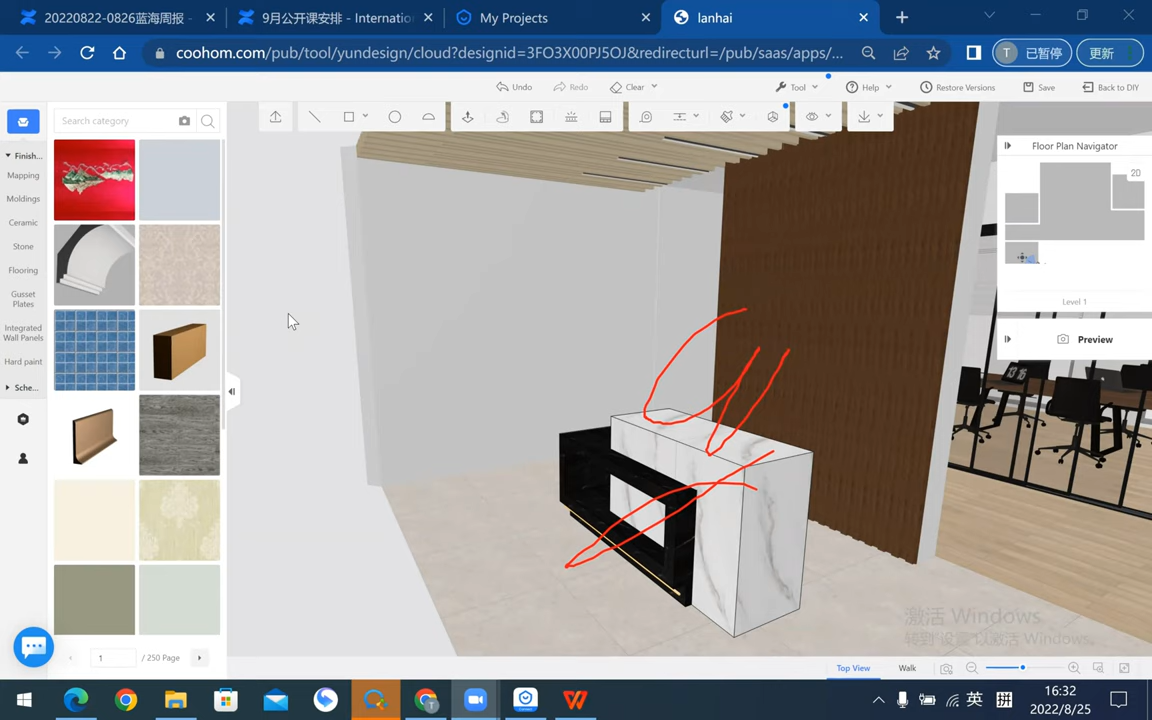 20220822-0826蓝海周报 -
9月公开课安排 - Internatio
My Projects
lanhai
coohom.com/pub/tool/yundesign/cloud?designid=3FO3X00PJ5OJ&redirecturl=/pub/saas/apps/...
T 已暂停
更新
Undo
Redo
Clear
Tool
Help
Restore Versions
Save
Back to DIY
Search category
Finish...
Mapping
Moldings
Ceramic
Stone
Flooring
Gusset
Plates
Integrated
Wall Panels
Hard paint
Sche...
Floor Plan Navigator
2D
Level 1
Preview
激活 Windows
转到"设置"以激活 Windows。
1 / 250 Page
Top View
Walk
英
拼
16:32
2022/8/25